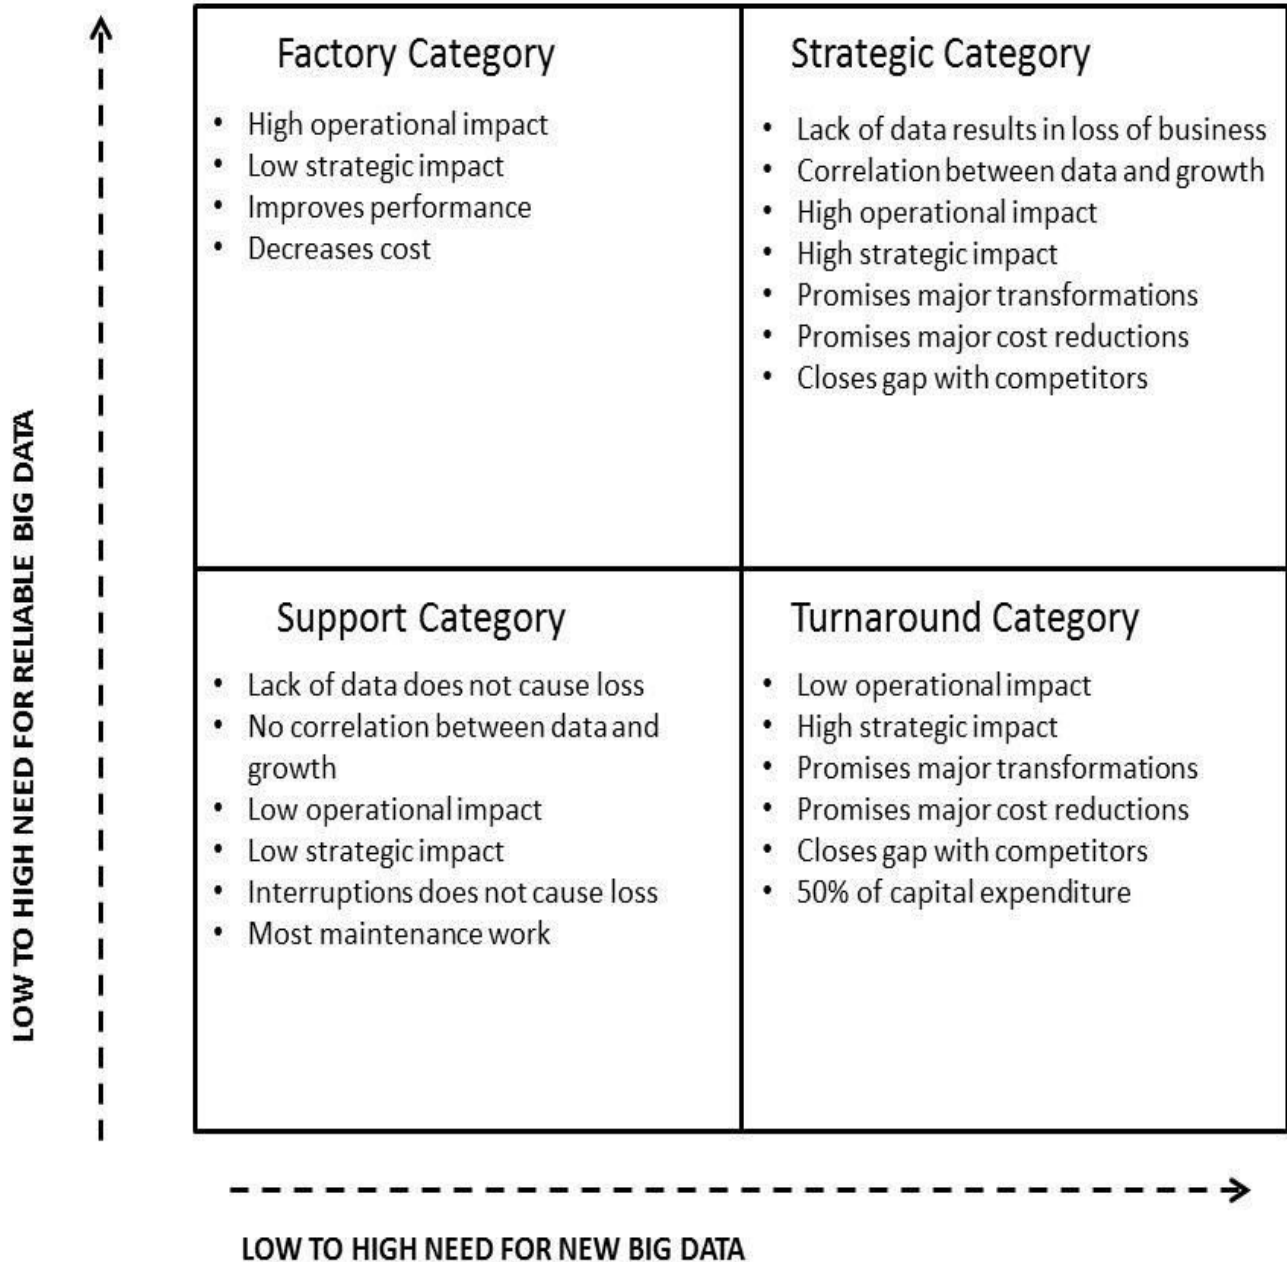 Factory Category
• High operational impact
• Low strategic impact
• Improves performance
• Decreases cost
Strategic Category
• Lack of data results in loss of business
• Correlation between data and growth
• High operational impact
• High strategic impact
• Promises major transformations
• Promises major cost reductions
• Closes gap with competitors
Support Category
• Lack of data does not cause loss
• No correlation between data and
growth
• Low operational impact
• Low strategic impact
• Interruptions does not cause loss
• Most maintenance work
Turnaround Category
• Low operational impact
• High strategic impact
• Promises major transformations
• Promises major cost reductions
• Closes gap with competitors
• 50% of capital expenditure
LOW TO HIGH NEED FOR RELIABLE BIG DATA
LOW TO HIGH NEED FOR NEW BIG DATA